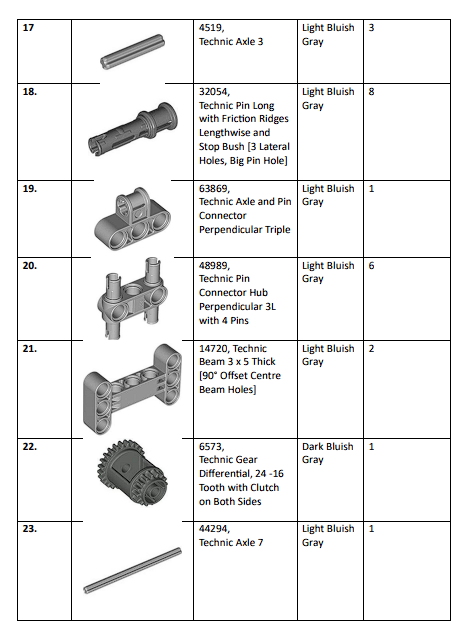 17
4519,
Technic Axle 3
Light Bluish
Gray
3
18.
32054,
Technic Pin Long
with Friction Ridges
Lengthwise and
Stop Bush [3 Lateral
Holes, Big Pin Hole]
Light Bluish
Gray
8
19.
63869,
Technic Axle and Pin
Connector
Perpendicular Triple
Light Bluish
Gray
1
20.
48989,
Technic Pin
Connector Hub
Perpendicular 3L
with 4 Pins
Light Bluish
Gray
6
21.
14720, Technic
Beam 3 x 5 Thick
[90° Offset Centre
Beam Holes]
Light Bluish
Gray
2
22.
6573,
Technic Gear
Differential, 24 -16
Tooth with Clutch
on Both Sides
Dark Bluish
Gray
1
23.
44294,
Technic Axle 7
Light Bluish
Gray
1